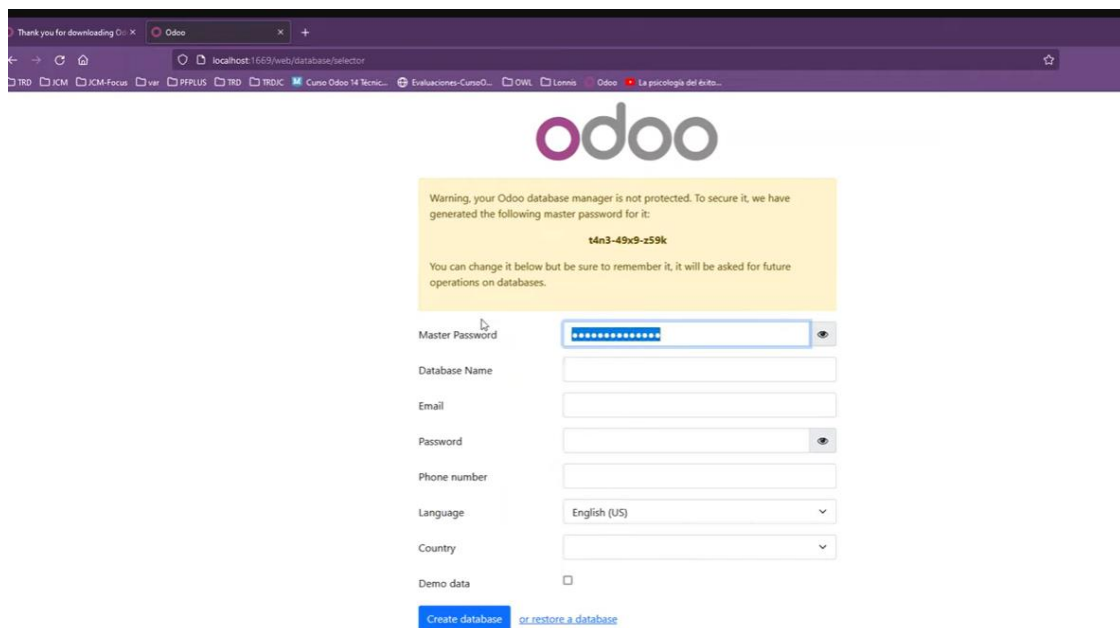 Thank you for downloading Od
Odoo
localhost:1669/web/database/selector
TRD JCM JCM-Focus var PFPLUS TRD TRDJC Curso Odoo 14 Técnic... Evaluaciones-CursoO... OWL Lonnis Odoo La psicología del éxito...
odoo
Warning, your Odoo database manager is not protected. To secure it, we have
generated the following master password for it:
t4n3-49x9-z59k
You can change it below but be sure to remember it, it will be asked for future
operations on databases.
Master Password
Database Name
Email
Password
Phone number
Language English (US)
Country
Demo data
Create database or restore a database